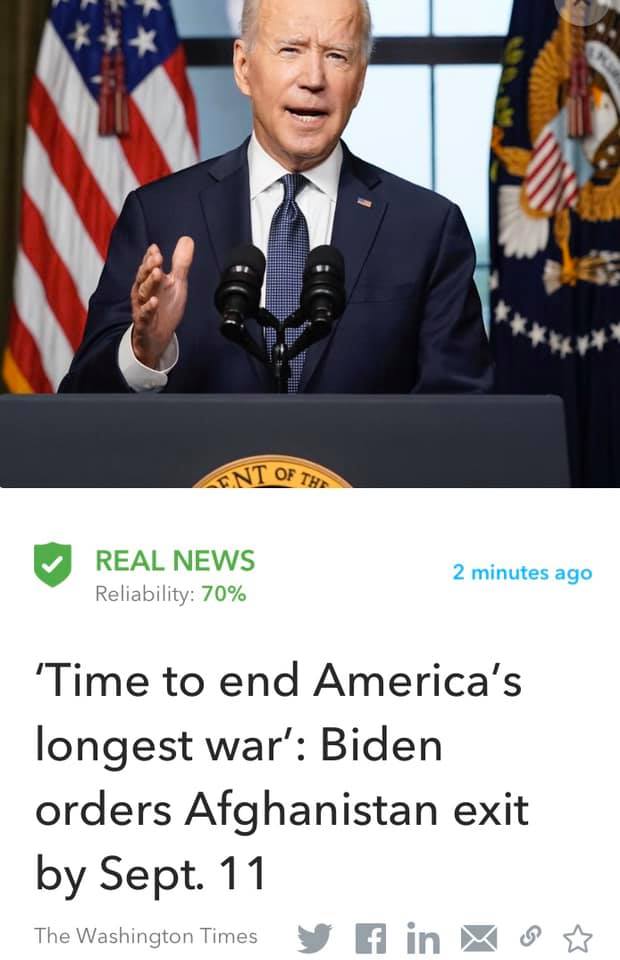 ENT OF THE
REAL NEWS
2 minutes ago
Reliability: 70%
‘Time to end America’s
longest war’: Biden
orders Afghanistan exit
by Sept. 11
The Washington Times